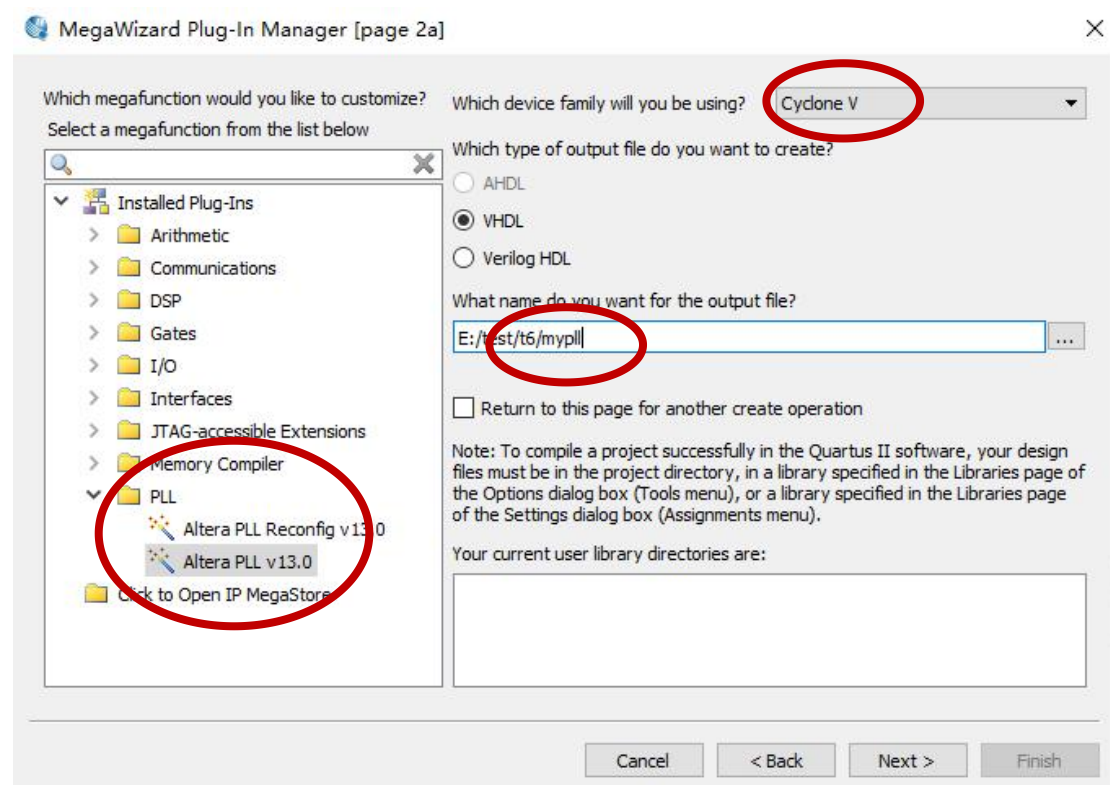 MegaWizard Plug-In Manager [page 2a]
Which megafunction would you like to customize?
Select a megafunction from the list below
Installed Plug-Ins
Arithmetic
Communications
DSP
Gates
I/O
Interfaces
JTAG-accessible Extensions
Memory Compiler
PLL
Altera PLL Reconfig v13.0
Altera PLL v13.0
Click to Open IP MegaStore
Which device family will you be using?
Cyclone V
Which type of output file do you want to create?
AHDL
VHDL
Verilog HDL
What name do you want for the output file?
E:/test/t6/mypll
...
Return to this page for another create operation
Note: To compile a project successfully in the Quartus II software, your design
files must be in the project directory, in a library specified in the Libraries page of
the Options dialog box (Tools menu), or a library specified in the Libraries page
of the Settings dialog box (Assignments menu).
Your current user library directories are:
Cancel
< Back
Next >
Finish